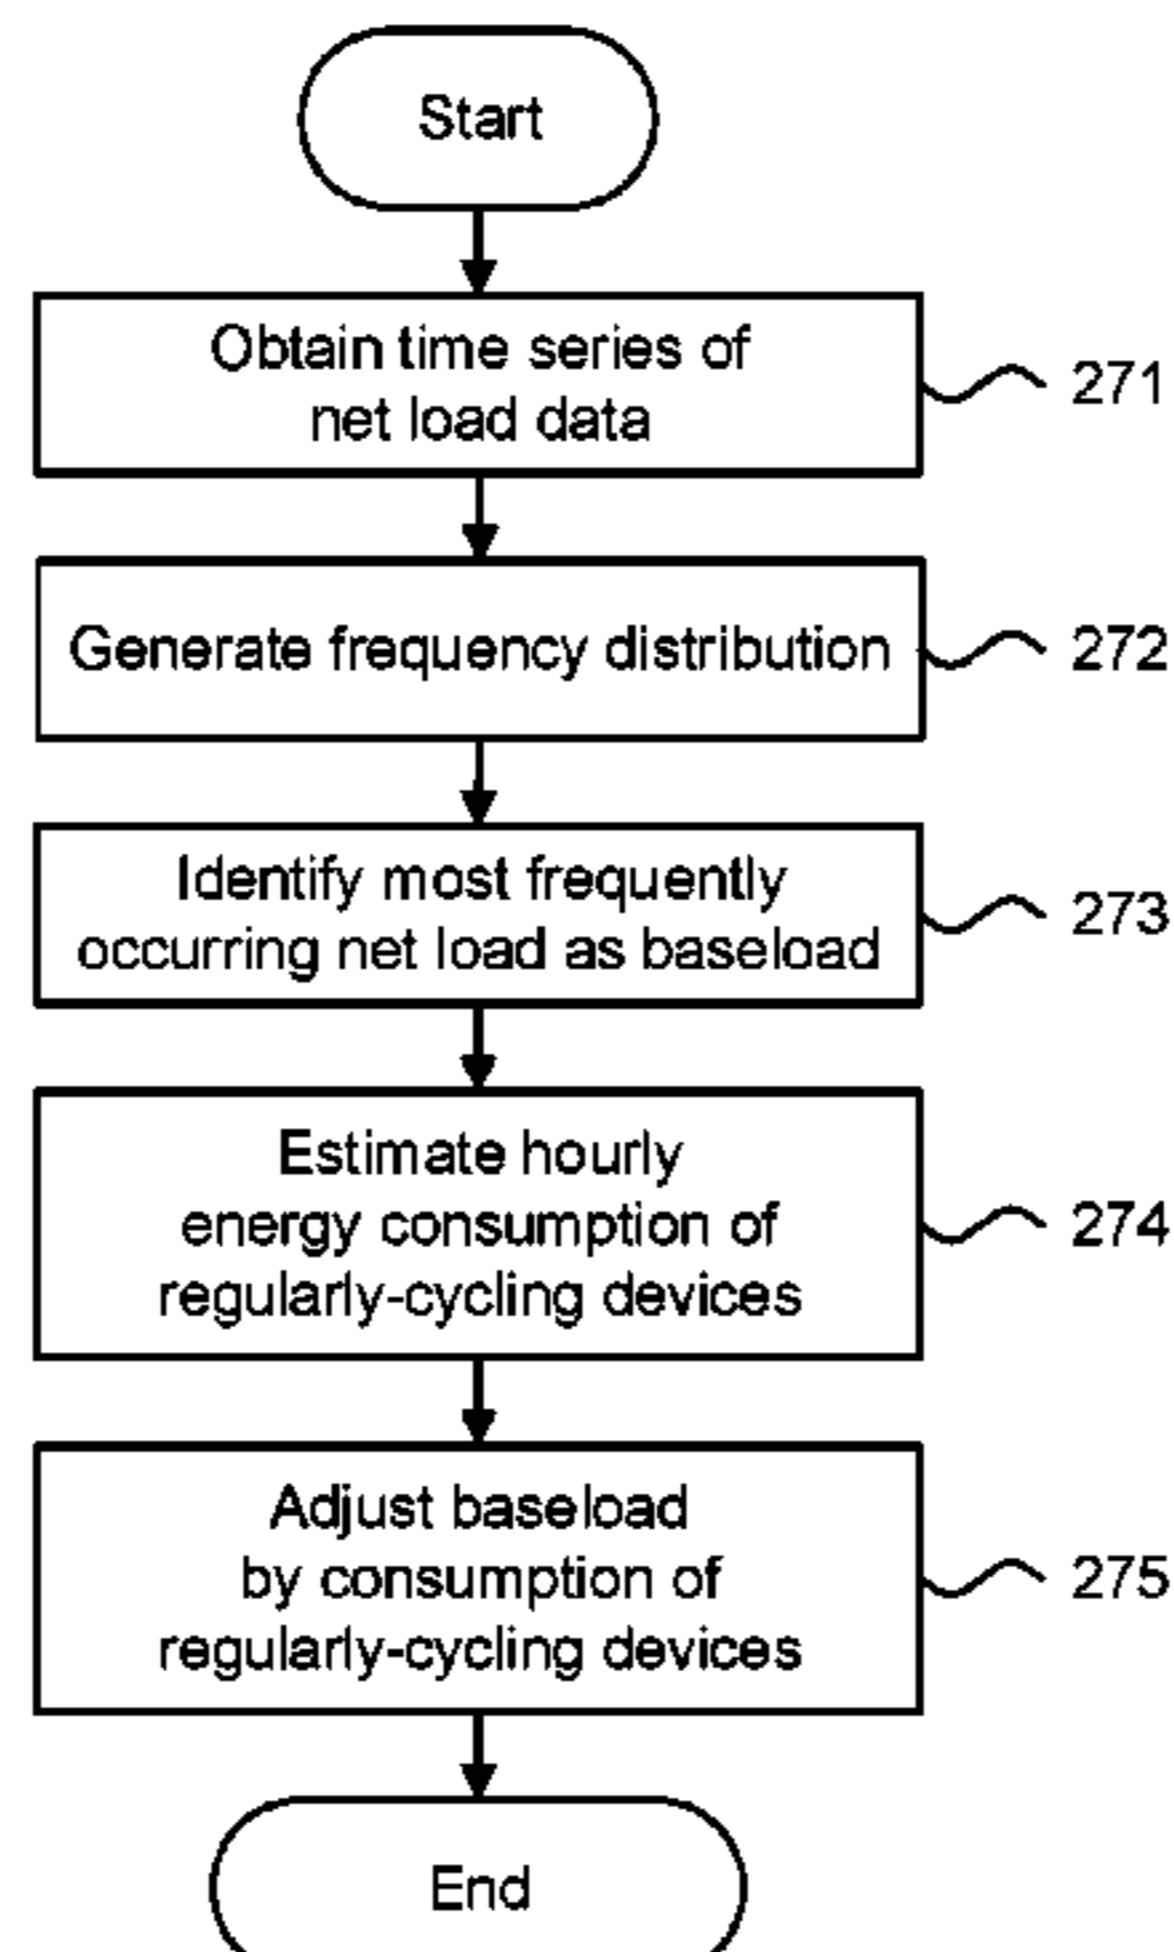 Start
Obtain time series of
net load data
271
Generate frequency distribution
272
Identify most frequently
occurring net load as baseload
273
Estimate hourly
energy consumption of
regularly-cycling devices
274
Adjust baseload
by consumption of
regularly-cycling devices
275
End